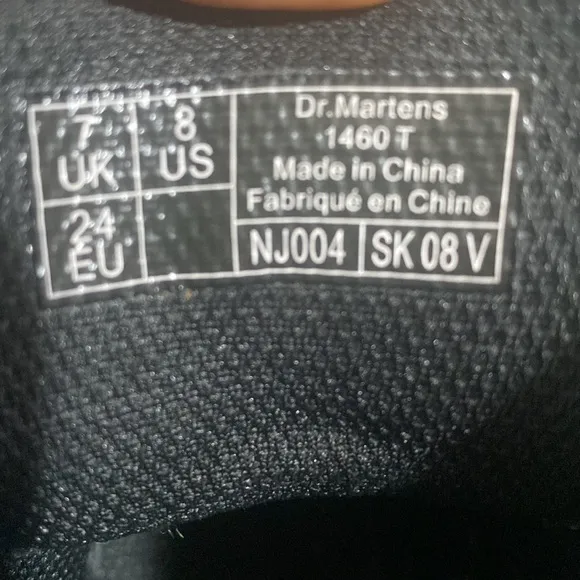 7
UK
8
US
24
EU
Dr.Martens
1460 T
Made in China
Fabriqué en Chine
NJ004
SK 08 V